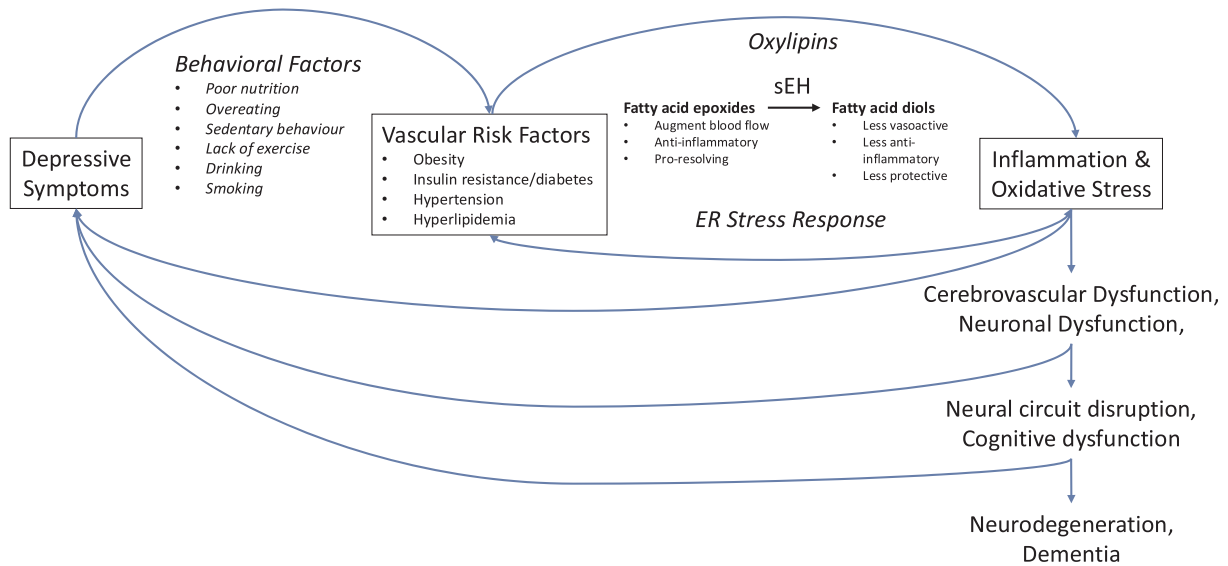 Depressive
Symptoms
Behavioral Factors
• Poor nutrition
• Overeating
• Sedentary behaviour
• Lack of exercise
• Drinking
• Smoking
Vascular Risk Factors
• Obesity
• Insulin resistance/diabetes
• Hypertension
• Hyperlipidemia
Oxylipins
sEH
Fatty acid epoxides
• Augment blood flow
• Anti-inflammatory
• Pro-resolving
Fatty acid diols
• Less vasoactive
• Less anti-
inflammatory
• Less protective
ER Stress Response
Inflammation &
Oxidative Stress
Cerebrovascular Dysfunction,
Neuronal Dysfunction,
Neural circuit disruption,
Cognitive dysfunction
Neurodegeneration,
Dementia